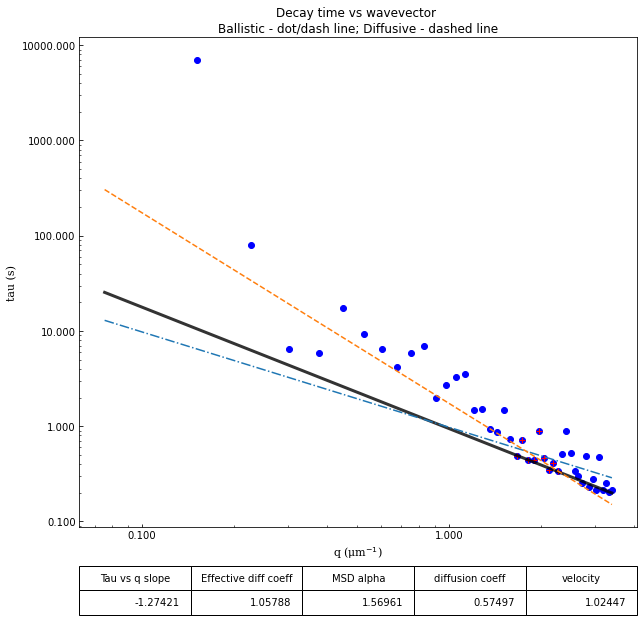 Decay time vs wavevector
Ballistic - dot/dash line; Diffusive - dashed line
10000.000
1000.000
100.000
10.000
1.000
0.100
tau (s)
0.100 1.000
q (μm⁻¹)
Tau vs q slope Effective diff coeff MSD alpha diffusion coeff velocity
-1.27421 1.05788 1.56961 0.57497 1.02447